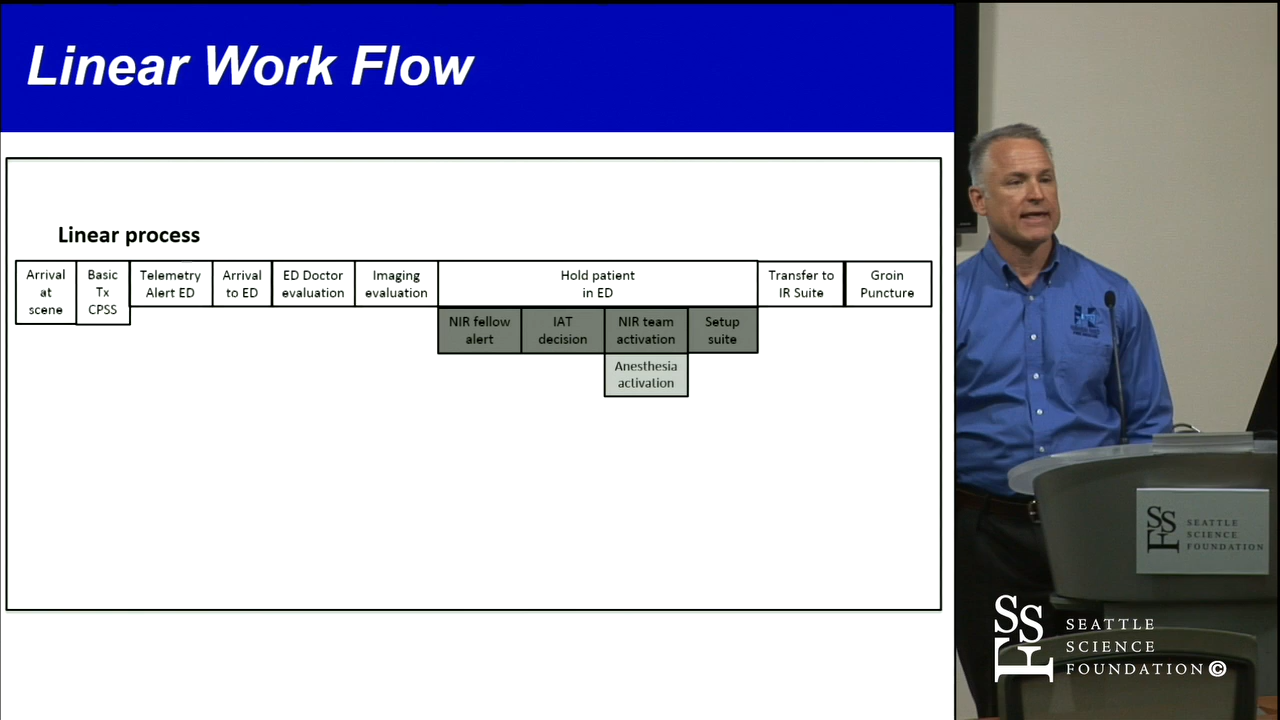 Linear Work Flow
Linear process
Arrival
at
scene
Basic
Tx
CPSS
Telemetry
Alert ED
Arrival
to ED
ED Doctor
evaluation
Imaging
evaluation
Hold patient
in ED
Transfer to
IR Suite
Groin
Puncture
NIR fellow
alert
IAT
decision
NIR team
activation
Setup
suite
Anesthesia
activation
SSF
SEATTLE
SCIENCE
FOUNDATION
SSF
SEATTLE
SCIENCE
FOUNDATION©